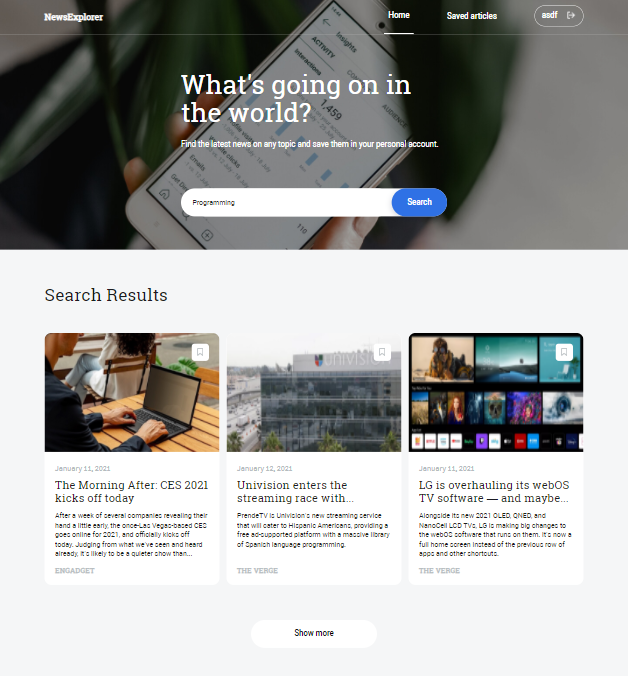 NewsExplorer
Home
Saved articles
asdf
Insights
ACTIVITY
AUDIENCE
Interactions
1,459
What's going on in
the world?
Find the latest news on any topic and save them in your personal account.
Emails
110
Programming
Search
Search Results
univision
January 11, 2021
The Morning After: CES 2021
kicks off today
After a week of several companies revealing their
hand a little early, the once-Las Vegas-based CES
goes online for 2021, and officially kicks off
today. Judging from what we've seen and heard
already, it's likely to be a quieter show than...
ENGADGET
January 12, 2021
Univision enters the
streaming race with...
PrendeTV is Univision's new streaming service
that will cater to Hispanic Americans, providing a
free ad-supported platform with a massive library
of Spanish language programming.
THE VERGE
January 11, 2021
LG is overhauling its webOS
TV software — and maybe...
Alongside its new 2021 OLED, QNED, and
NanoCell LCD TVs, LG is making big changes to
the webOS software that runs on them. It's now a
full home screen instead of the previous row of
apps and other shortcuts.
THE VERGE
Show more